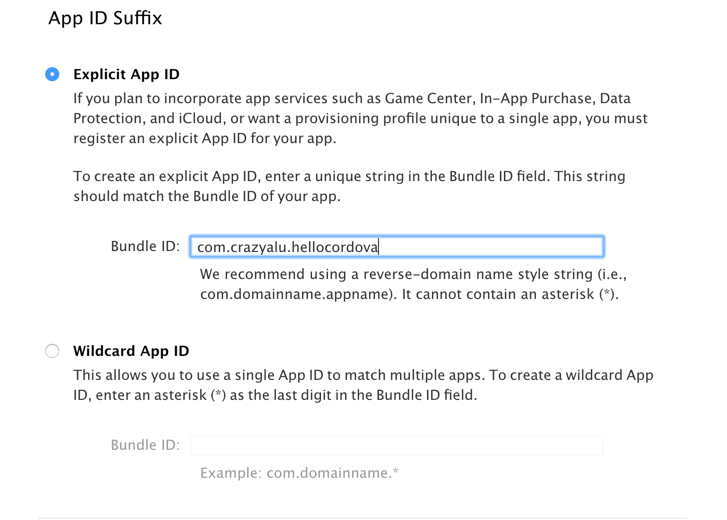 App ID Suffix
Explicit App ID
If you plan to incorporate app services such as Game Center, In-App Purchase, Data
Protection, and iCloud, or want a provisioning profile unique to a single app, you must
register an explicit App ID for your app.
To create an explicit App ID, enter a unique string in the Bundle ID field. This string
should match the Bundle ID of your app.
Bundle ID: com.crazyalu.hellocordova
We recommend using a reverse-domain name style string (i.e.,
com.domainname.appname). It cannot contain an asterisk (*).
Wildcard App ID
This allows you to use a single App ID to match multiple apps. To create a wildcard App
ID, enter an asterisk (*) as the last digit in the Bundle ID field.
Bundle ID:
Example: com.domainname.*